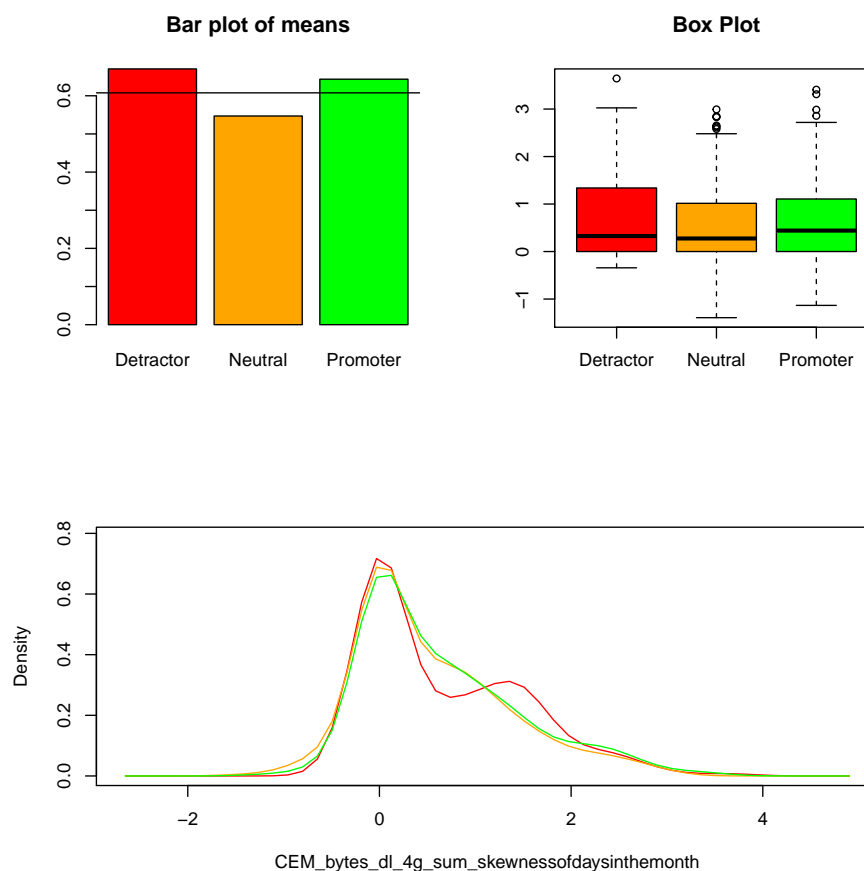 Bar plot of means
0.0
0.2
0.4
0.6
Detractor Neutral Promoter
Box Plot
3
2
1
0
−1
Detractor Neutral Promoter
Density
0.8
0.6
0.4
0.2
0.0
−2 0 2 4
CEM_bytes_dl_4g_sum_skewnessofdaysinthemonth